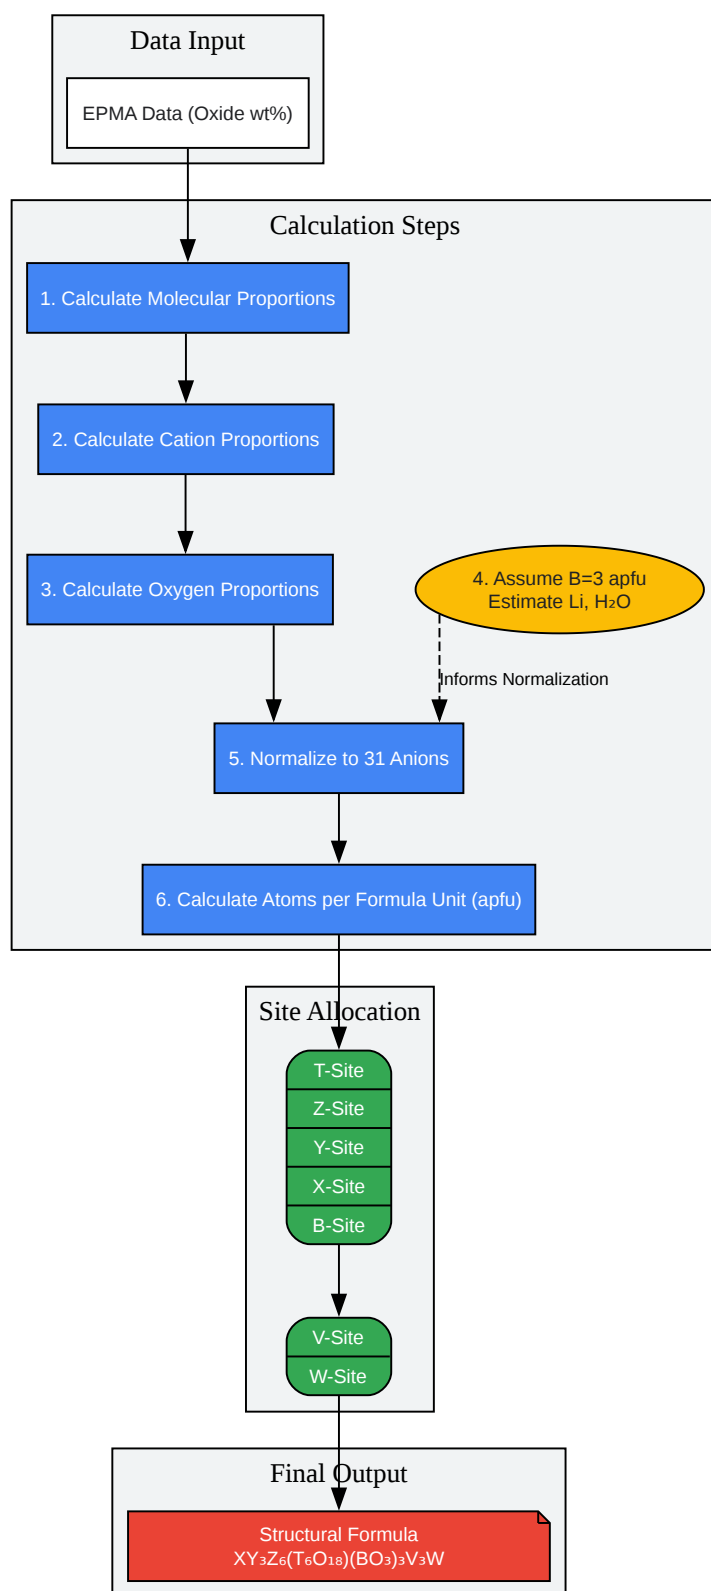 Data Input
EPMA Data (Oxide wt%)
Calculation Steps
1. Calculate Molecular Proportions
2. Calculate Cation Proportions
3. Calculate Oxygen Proportions
4. Assume B=3 apfu
Estimate Li, H₂O
Informs Normalization
5. Normalize to 31 Anions
6. Calculate Atoms per Formula Unit (apfu)
Site Allocation
T-Site
Z-Site
Y-Site
X-Site
B-Site
V-Site
W-Site
Final Output
Structural Formula
XY₃Z₆(T₆O₁₈)(BO₃)₃V₃W